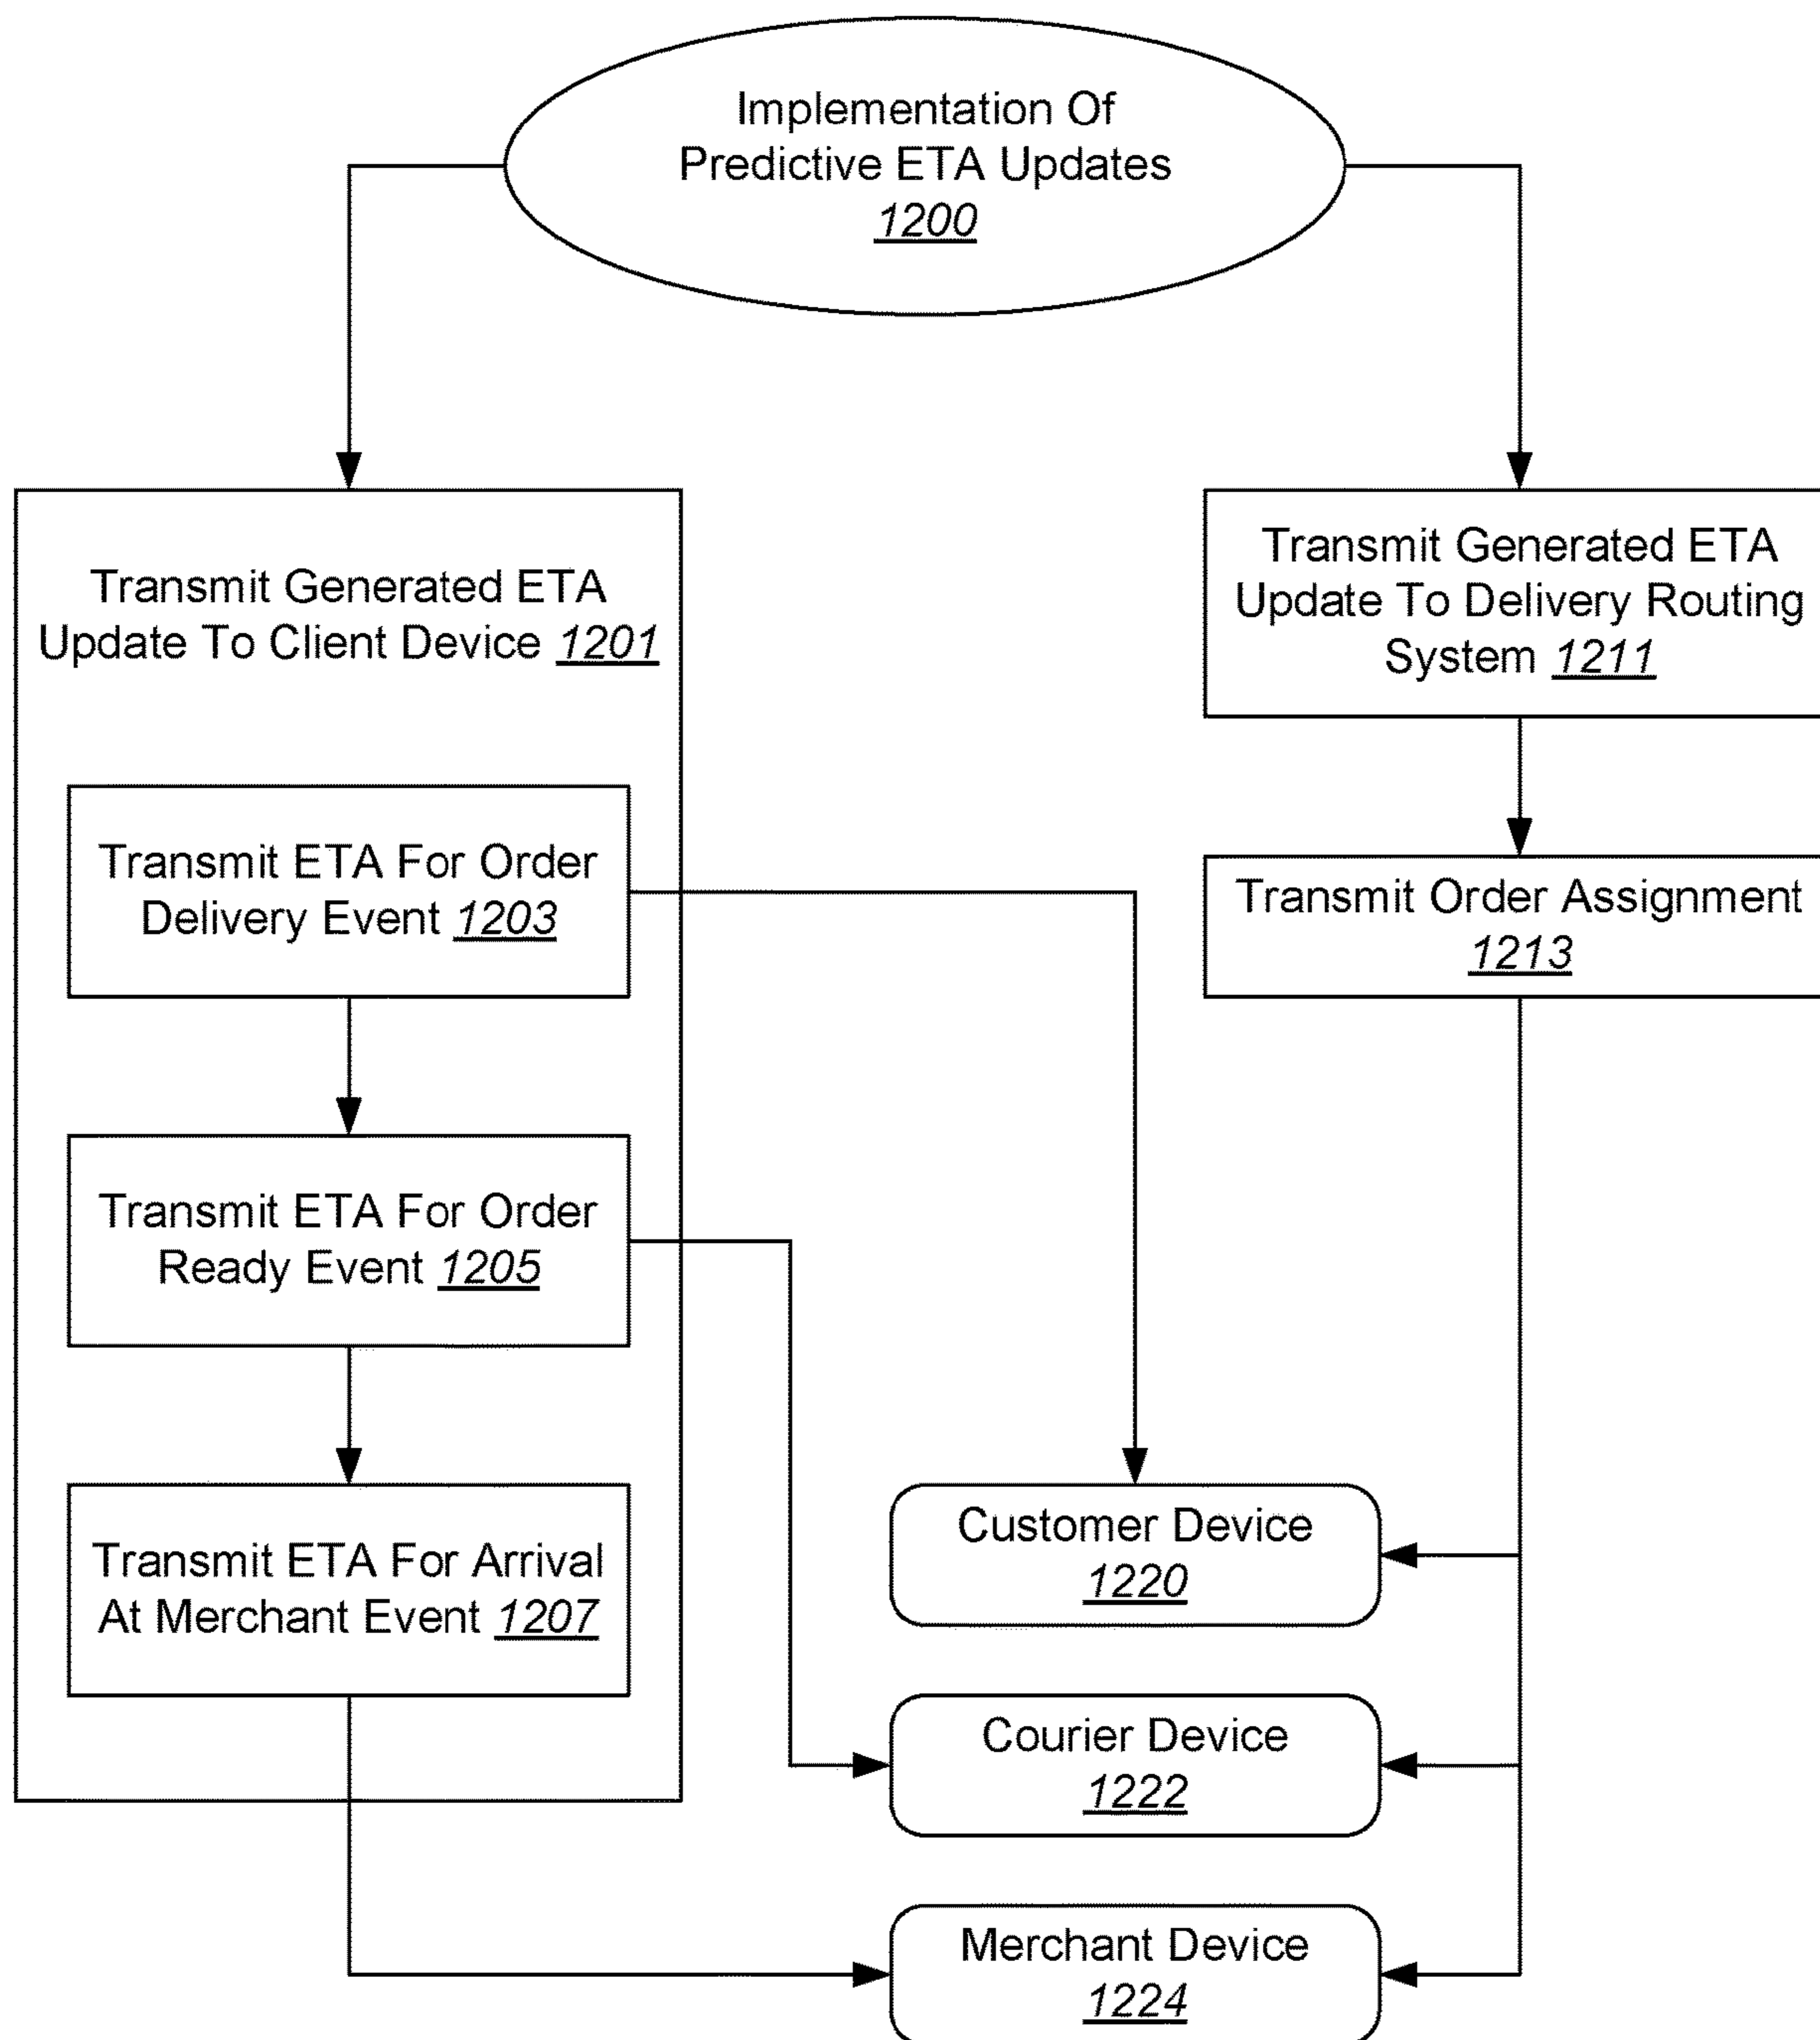 Implementation Of
Predictive ETA Updates
1200
Transmit Generated ETA
Update To Client Device 1201
Transmit ETA For Order
Delivery Event 1203
Transmit ETA For Order
Ready Event 1205
Transmit ETA For Arrival
At Merchant Event 1207
Transmit Generated ETA
Update To Delivery Routing
System 1211
Transmit Order Assignment
1213
Customer Device
1220
Courier Device
1222
Merchant Device
1224